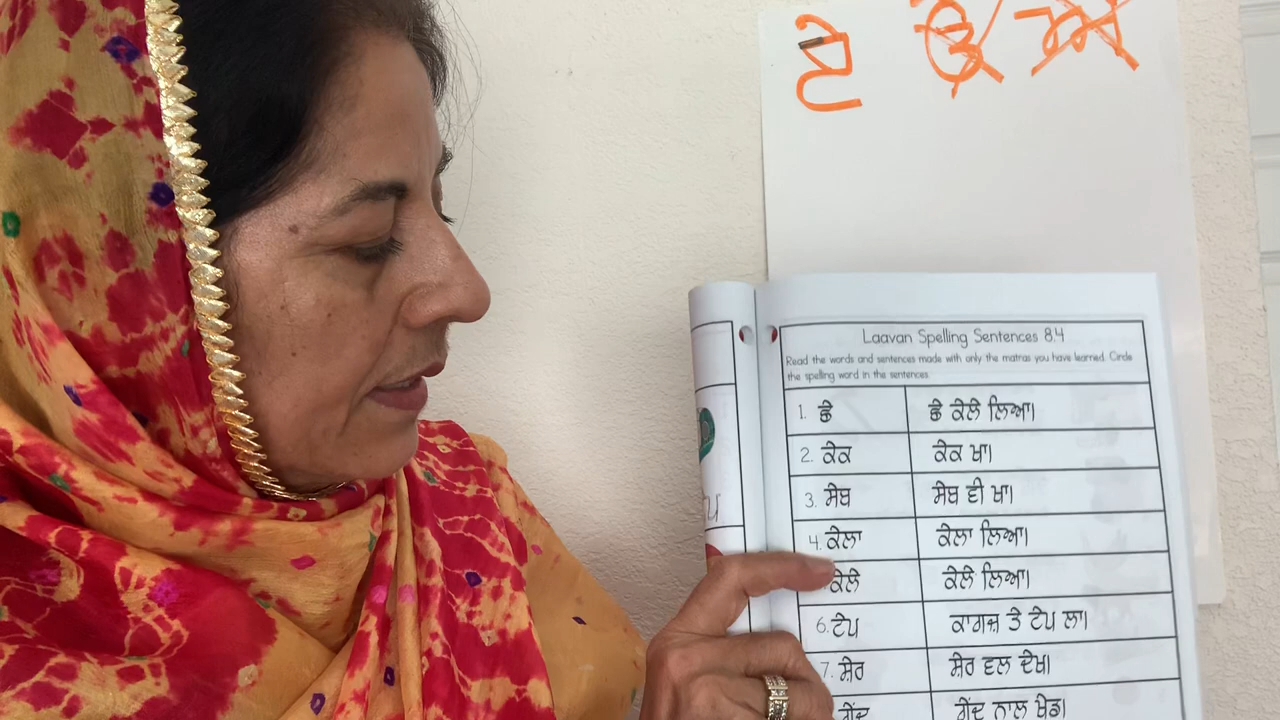 Laavan Spelling Sentences 8.4
Read the words and sentences made with only the matras you have learned. Circle
the spelling word in the sentences.
1. ਛੇ ਛੇ ਕੇਲੇ ਲਿਆ।
2. ਕੇਕ ਕੇਕ ਖਾ।
3. ਸੇਬ ਸੇਬ ਵੀ ਖਾ।
4. ਕੇਲਾ ਕੇਲਾ ਲਿਆ।
ਕੇਲੇ ਕੇਲੇ ਲਿਆ।
6. ਟੇਪ ਕਾਗਜ਼ ਤੇ ਟੇਪ ਲਾ।
7. ਸ਼ੇਰ ਸ਼ੇਰ ਵਲ ਦੇਖ।
ਗੇਂਦ ਗੇਂਦ ਨਾਲ ਖੇਡ।